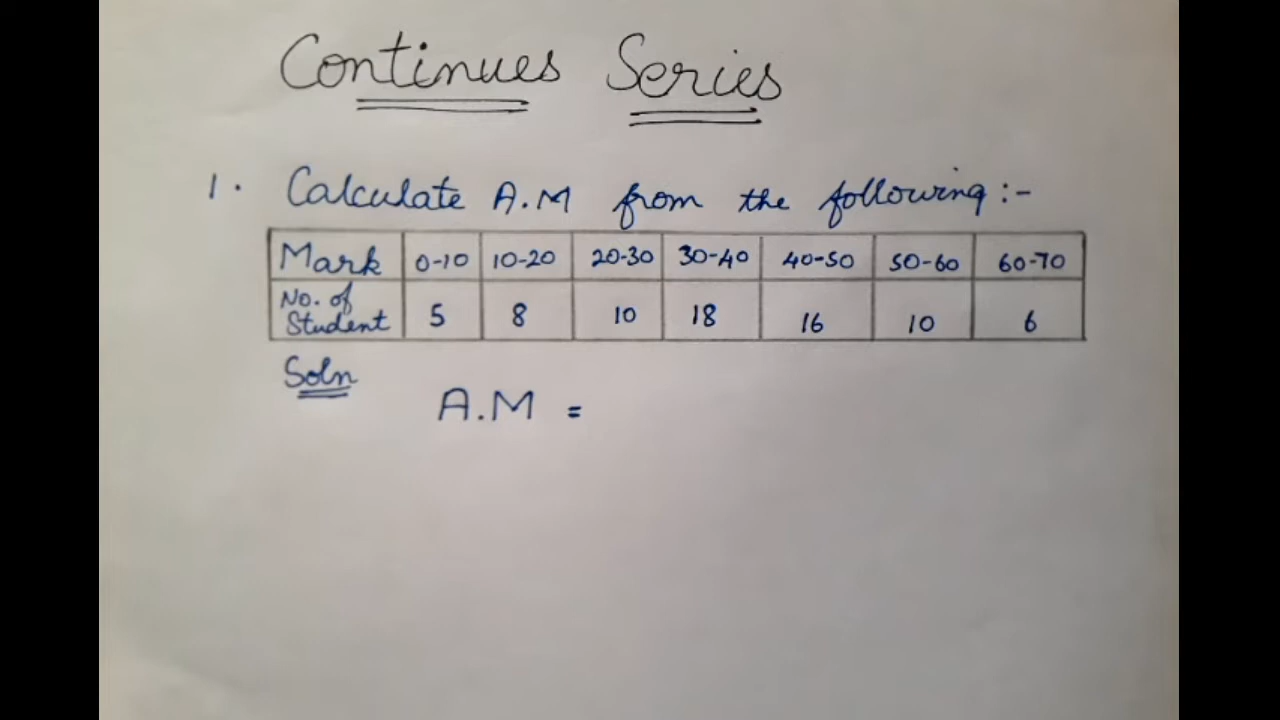 Continues Series
1. Calculate A.M from the following :-
Mark 0-10 10-20 20-30 30-40 40-50 50-60 60-70
No. of Student 5 8 10 18 16 10 6
Soln
A.M =